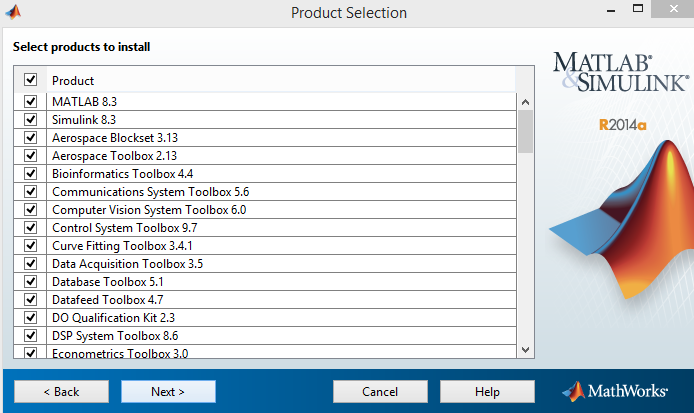 Product Selection
Select products to install
Product
MATLAB 8.3
Simulink 8.3
Aerospace Blockset 3.13
Aerospace Toolbox 2.13
Bioinformatics Toolbox 4.4
Communications System Toolbox 5.6
Computer Vision System Toolbox 6.0
Control System Toolbox 9.7
Curve Fitting Toolbox 3.4.1
Data Acquisition Toolbox 3.5
Database Toolbox 5.1
Datafeed Toolbox 4.7
DO Qualification Kit 2.3
DSP System Toolbox 8.6
Econometrics Toolbox 3.0
MATLAB®
&SIMULINK®
R2014a
< Back
Next >
Cancel
Help
MathWorks®